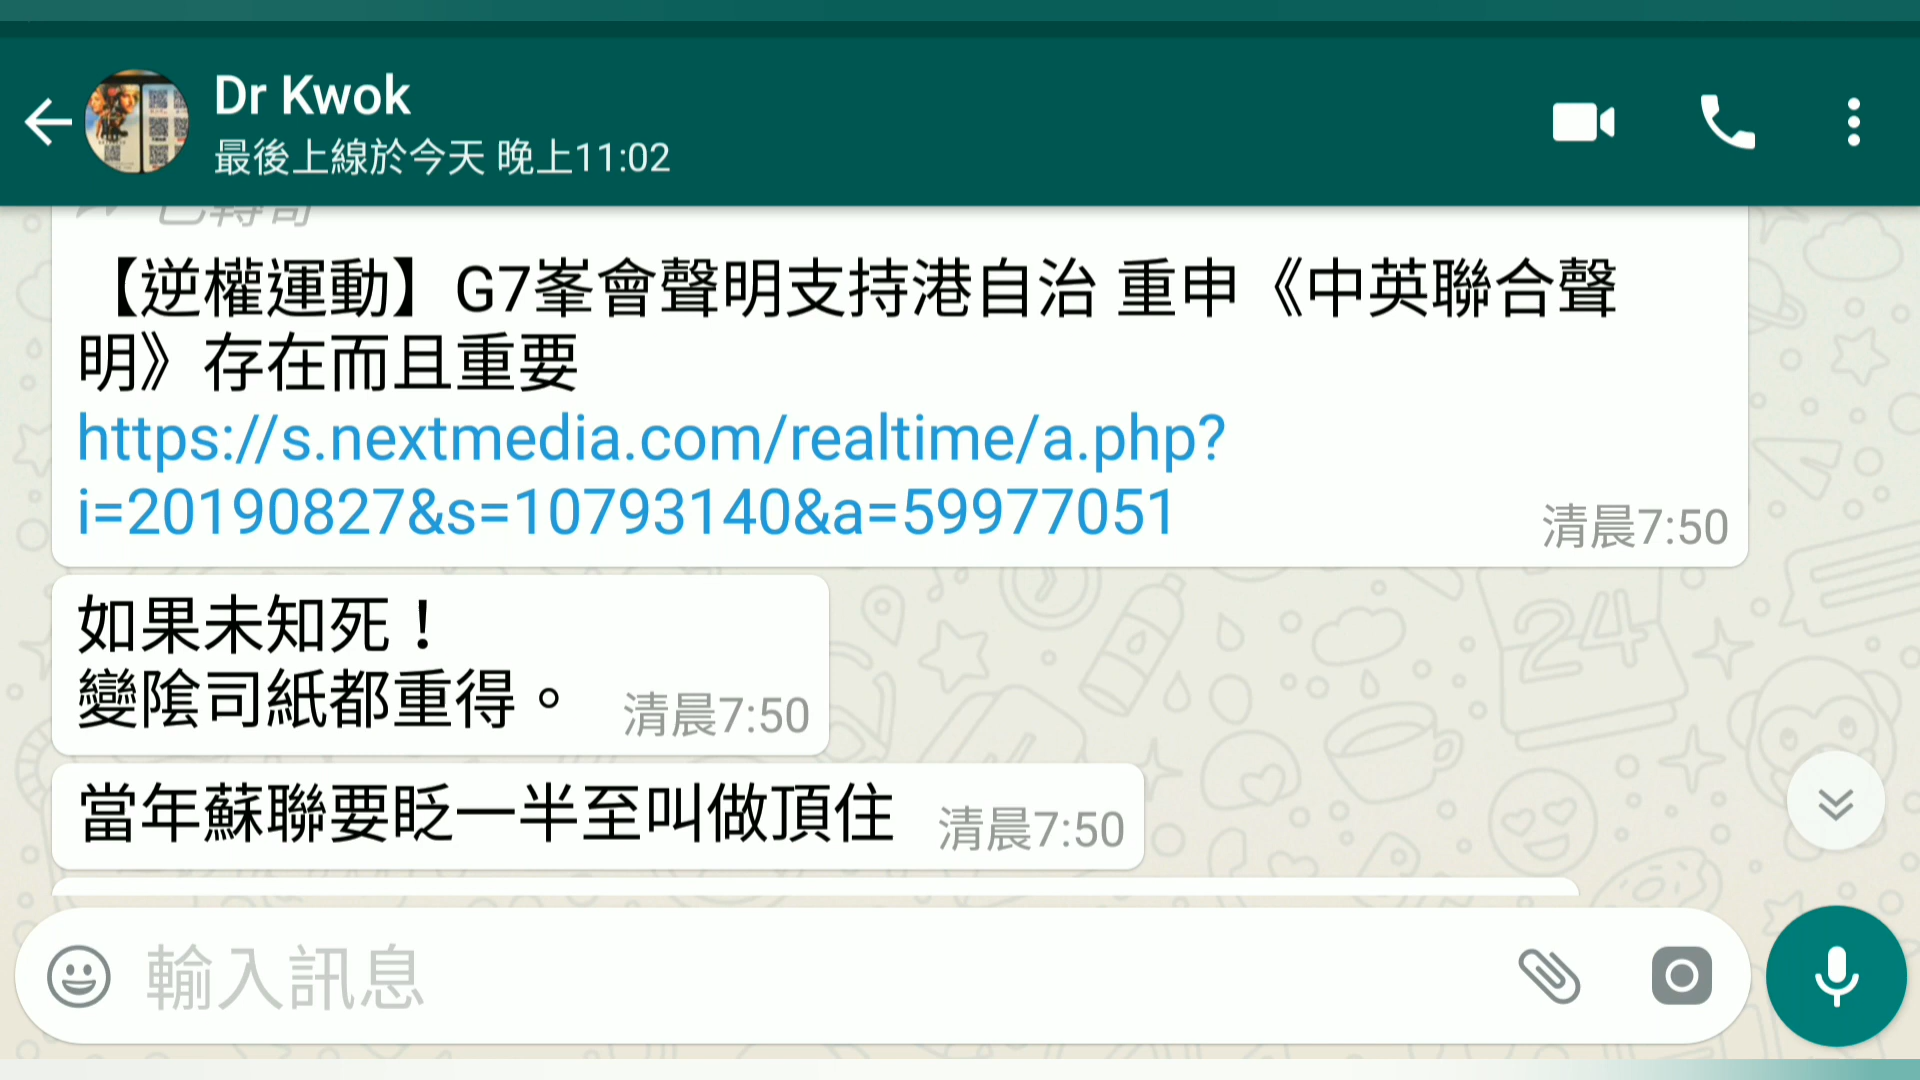 Dr Kwok
最後上線於今天 晚上11:02
已轉寄
【逆權運動】G7峯會聲明支持港自治 重申《中英聯合聲
明》存在而且重要
https://s.nextmedia.com/realtime/a.php?
i=20190827&s=10793140&a=59977051
清晨7:50
如果未知死！
變陰司紙都重得。
清晨7:50
當年蘇聯要眨一半至叫做頂住
清晨7:50
輸入訊息